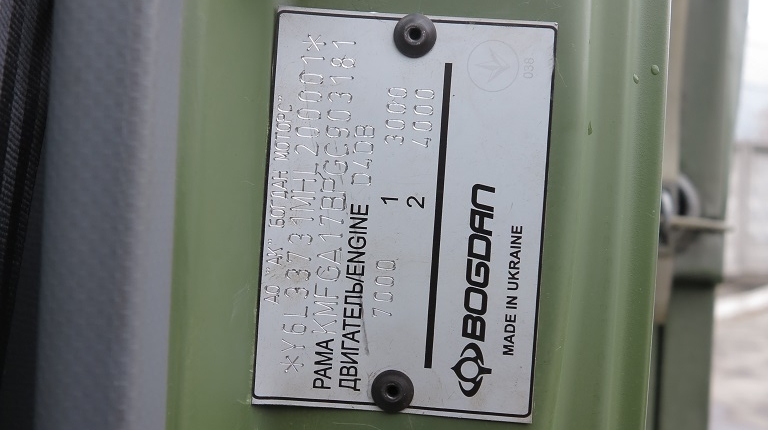 АО "АК" БОГДАН МОТОРС"
*Y6L33731MHL200001*
РАМА KMFGA17BPGC903181
ДВИГАТЕЛЬ/ENGINE D4DB
7000 1 3000
2 4000
BOGDAN
MADE IN UKRAINE
038